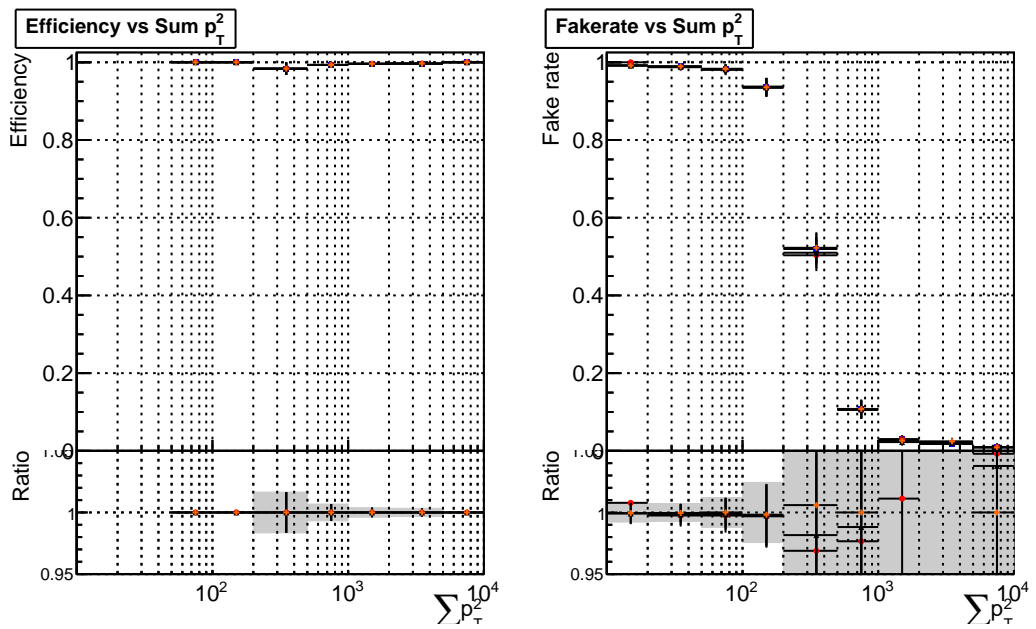 Efficiency vs Sum p_T^2
Efficiency
1
0.8
0.6
0.4
0.2
Ratio
1
0.95
10^2
10^3
10^4
∑p_T^2
Fakerate vs Sum p_T^2
Fake rate
1
0.8
0.6
0.4
0.2
Ratio
1
0.95
10^2
10^3
10^4
∑p_T^2